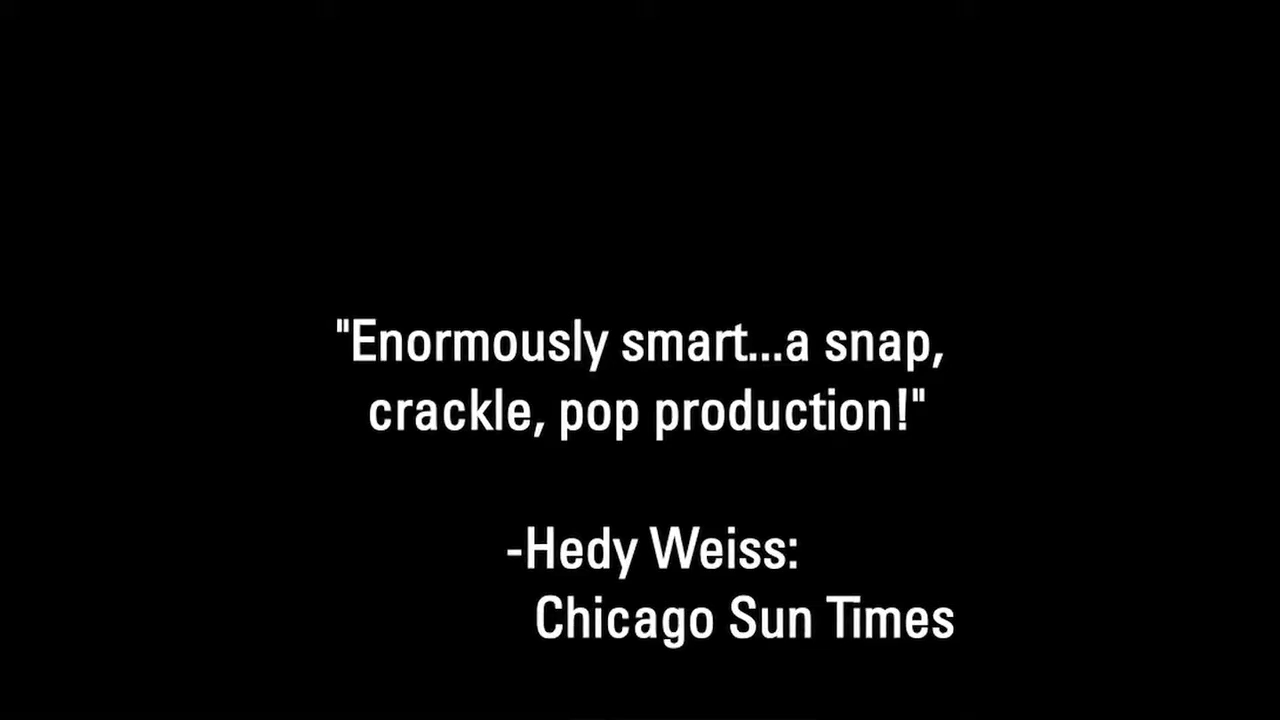 "Enormously smart...a snap,
crackle, pop production!"
-Hedy Weiss:
Chicago Sun Times